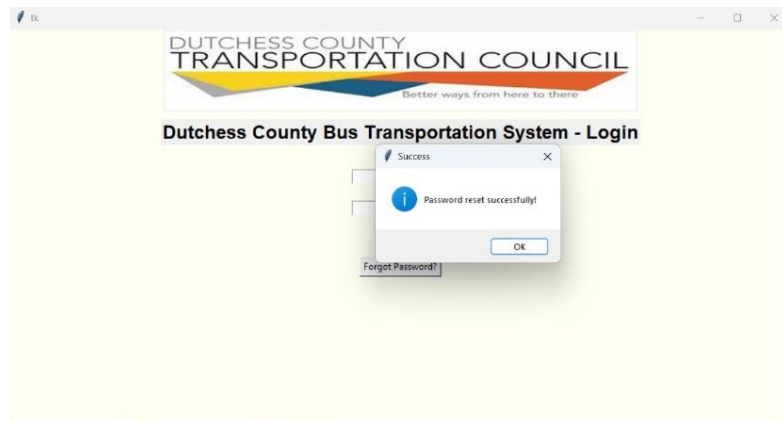 tk
DUTCHESS COUNTY
TRANSPORTATION COUNCIL
Better ways from here to there
Dutchess County Bus Transportation System - Login
Success
Password reset successfully!
OK
Forgot Password?